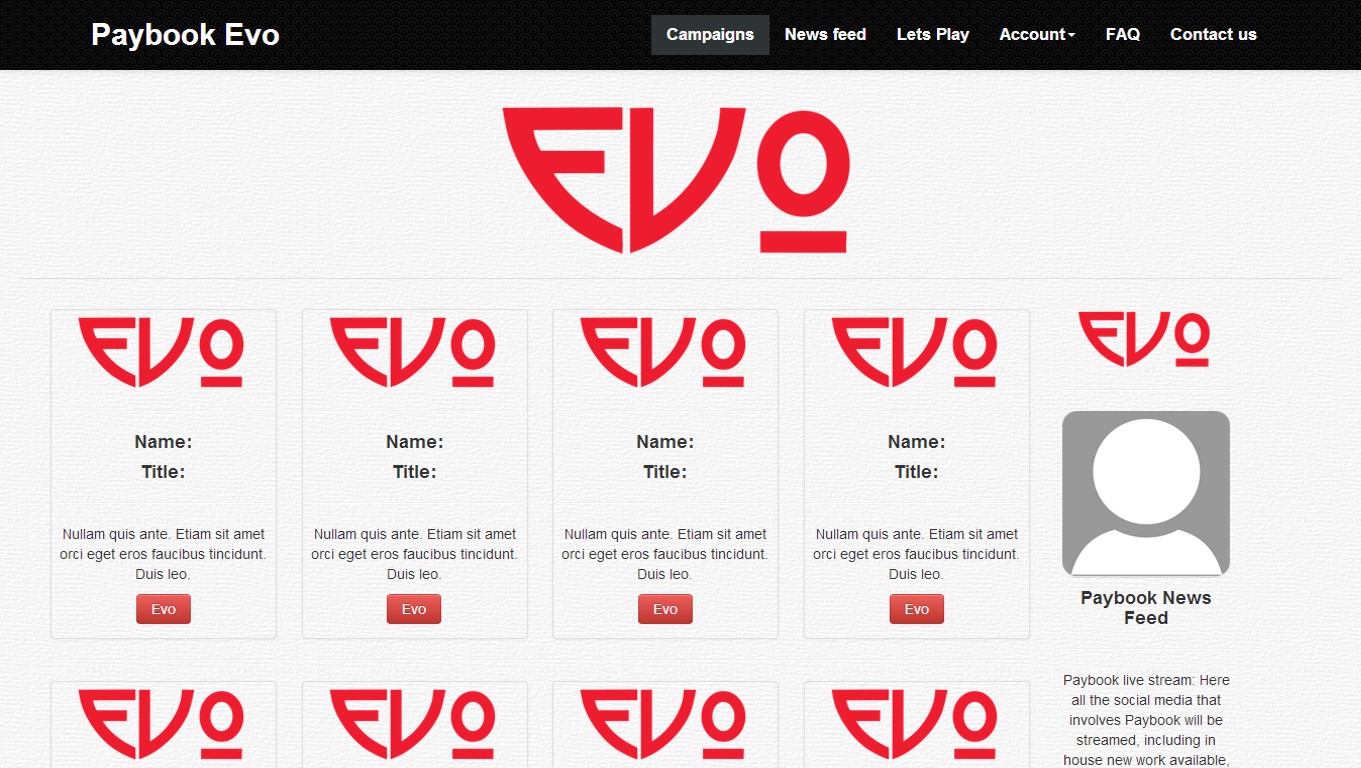 Paybook Evo
Campaigns News feed Lets Play Account FAQ Contact us
EVO
EVO EVO EVO EVO EVO
Name: Name: Name: Name:
Title: Title: Title: Title:
Nullam quis ante. Etiam sit amet
orci eget eros faucibus tincidunt.
Duis leo.
Evo
Nullam quis ante. Etiam sit amet
orci eget eros faucibus tincidunt.
Duis leo.
Evo
Nullam quis ante. Etiam sit amet
orci eget eros faucibus tincidunt.
Duis leo.
Evo
Nullam quis ante. Etiam sit amet
orci eget eros faucibus tincidunt.
Duis leo.
Evo
Paybook News
Feed
Paybook live stream: Here
all the social media that
involves Paybook will be
streamed, including in
house new work available,
EVO EVO EVO EVO